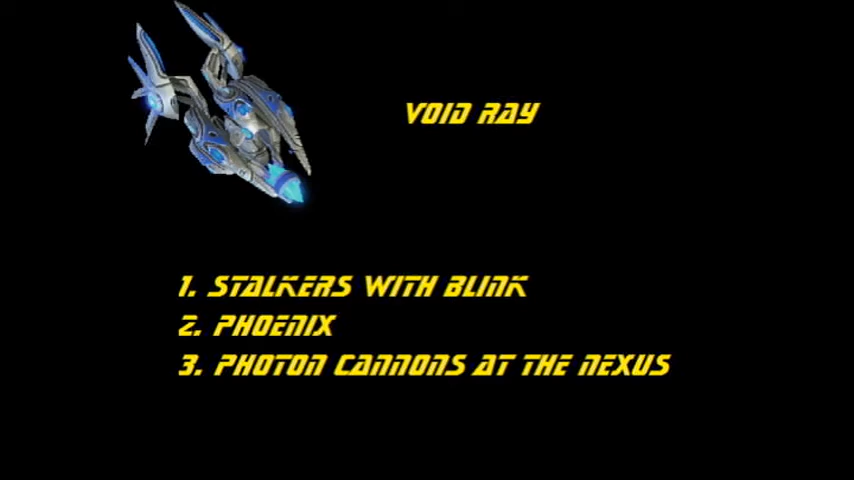 VOID RAY
1. STALKERS WITH BLINK
2. PHOENIX
3. PHOTON CANNONS AT THE NEXUS